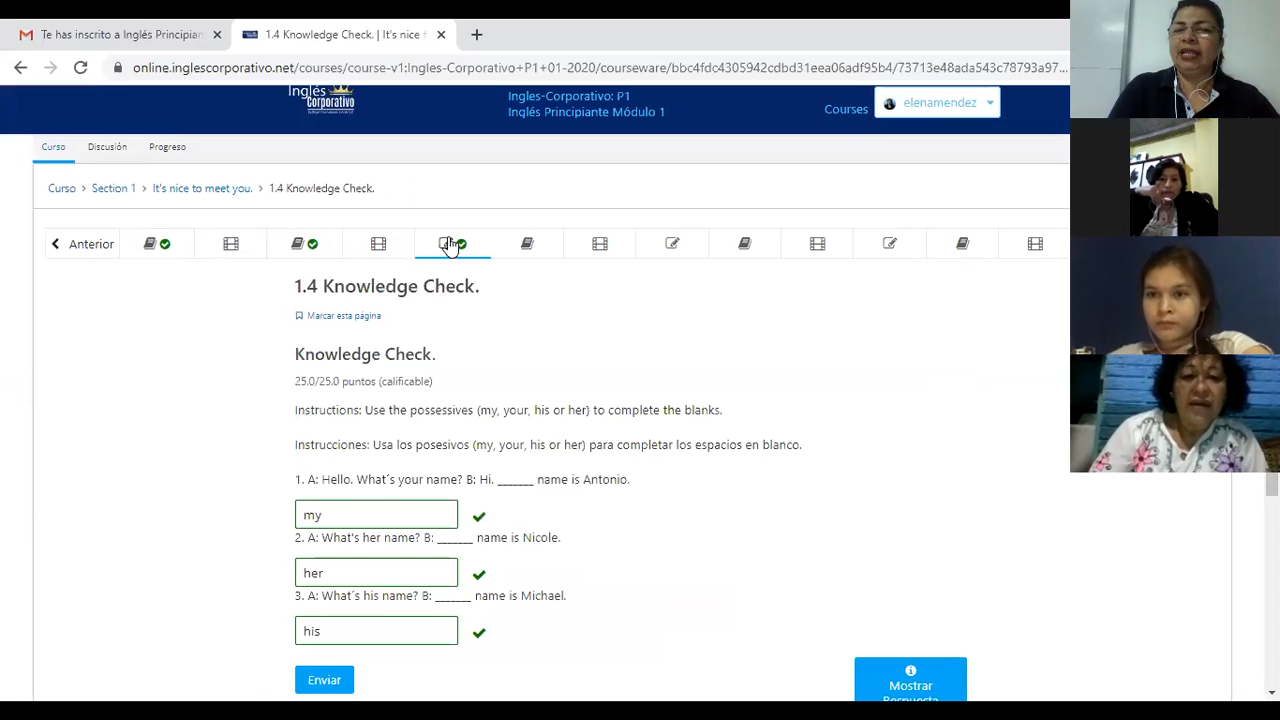 Te has inscrito a Inglés Principian
1.4 Knowledge Check. | It's nice t
online.inglescorporativo.net/courses/course-v1:Ingles-Corporativo+P1+01-2020/courseware/bbc4fdc4305942cdbd31eea06adf95b4/73713e48ada543c78793a97...
Inglés
Corporativo
Ingles-Corporativo: P1
Inglés Principiante Módulo 1
Courses
elenamendez
Curso
Discusión
Progreso
Curso > Section 1 > It's nice to meet you. > 1.4 Knowledge Check.
Anterior
1.4 Knowledge Check.
Marcar esta página
Knowledge Check.
25.0/25.0 puntos (calificable)
Instructions: Use the possessives (my, your, his or her) to complete the blanks.
Instrucciones: Usa los posesivos (my, your, his or her) para completar los espacios en blanco.
1. A: Hello. What´s your name? B: Hi. _______ name is Antonio.
my
2. A: What's her name? B: _______ name is Nicole.
her
3. A: What´s his name? B: _______ name is Michael.
his
Enviar
Mostrar
Respuesta